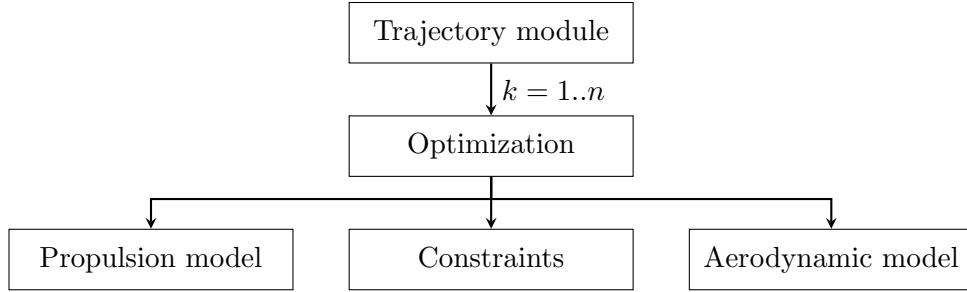 Trajectory module
k = 1..n
Optimization
Propulsion model
Constraints
Aerodynamic model